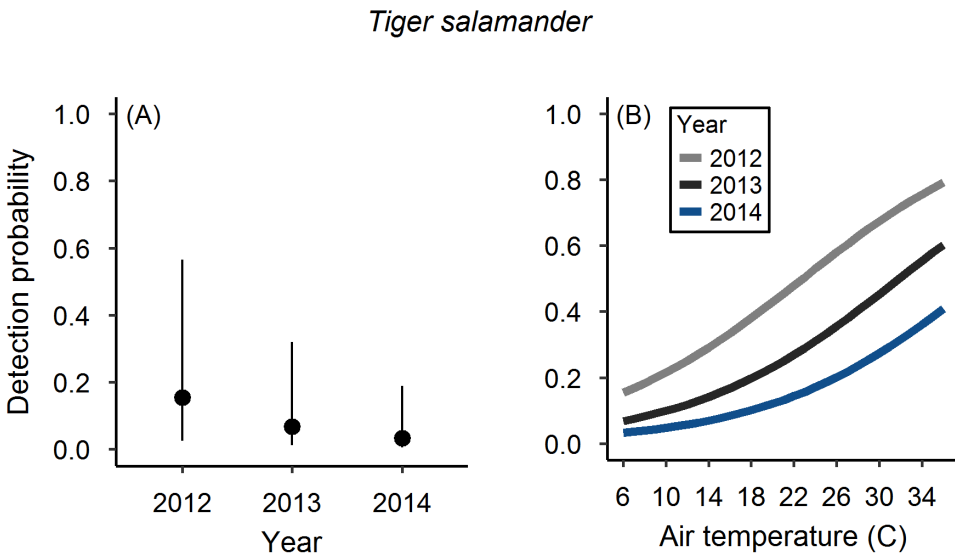 Tiger salamander
(A)
Detection probability
1.0
0.8
0.6
0.4
0.2
0.0
2012 2013 2014
Year
(B)
1.0
0.8
0.6
0.4
0.2
0.0
Year
2012
2013
2014
6 10 14 18 22 26 30 34
Air temperature (C)